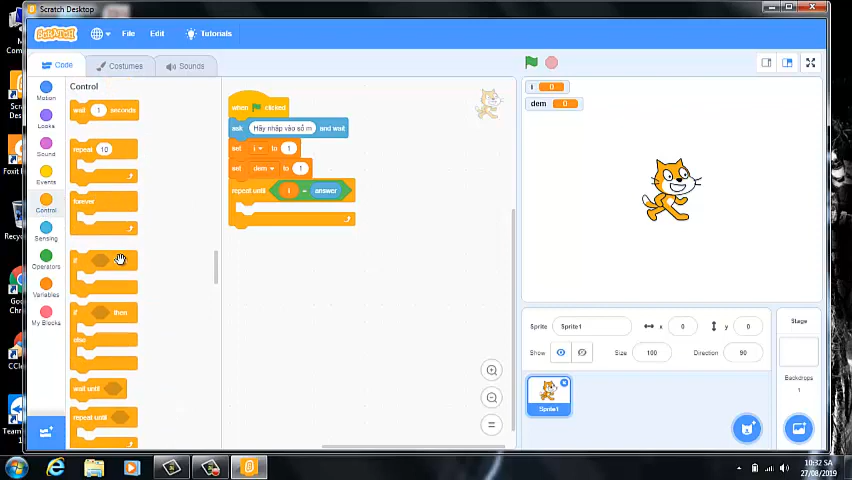 Scratch Desktop
SCRATCH
File
Edit
Tutorials
Code
Costumes
Sounds
Motion
Looks
Sound
Events
Control
Sensing
Operators
Variables
My Blocks
Control
wait 1 seconds
repeat 10
forever
if
if then
else
wait until
repeat until
when clicked
ask Hãy nhập vào số m and wait
set i to 1
set dem to 1
repeat until i = answer
i 0
dem 0
Sprite Sprite1 x 0 y 0
Show Size 100 Direction 90
Sprite1
Stage
Backdrops
1
10:32 SA
27/08/2019